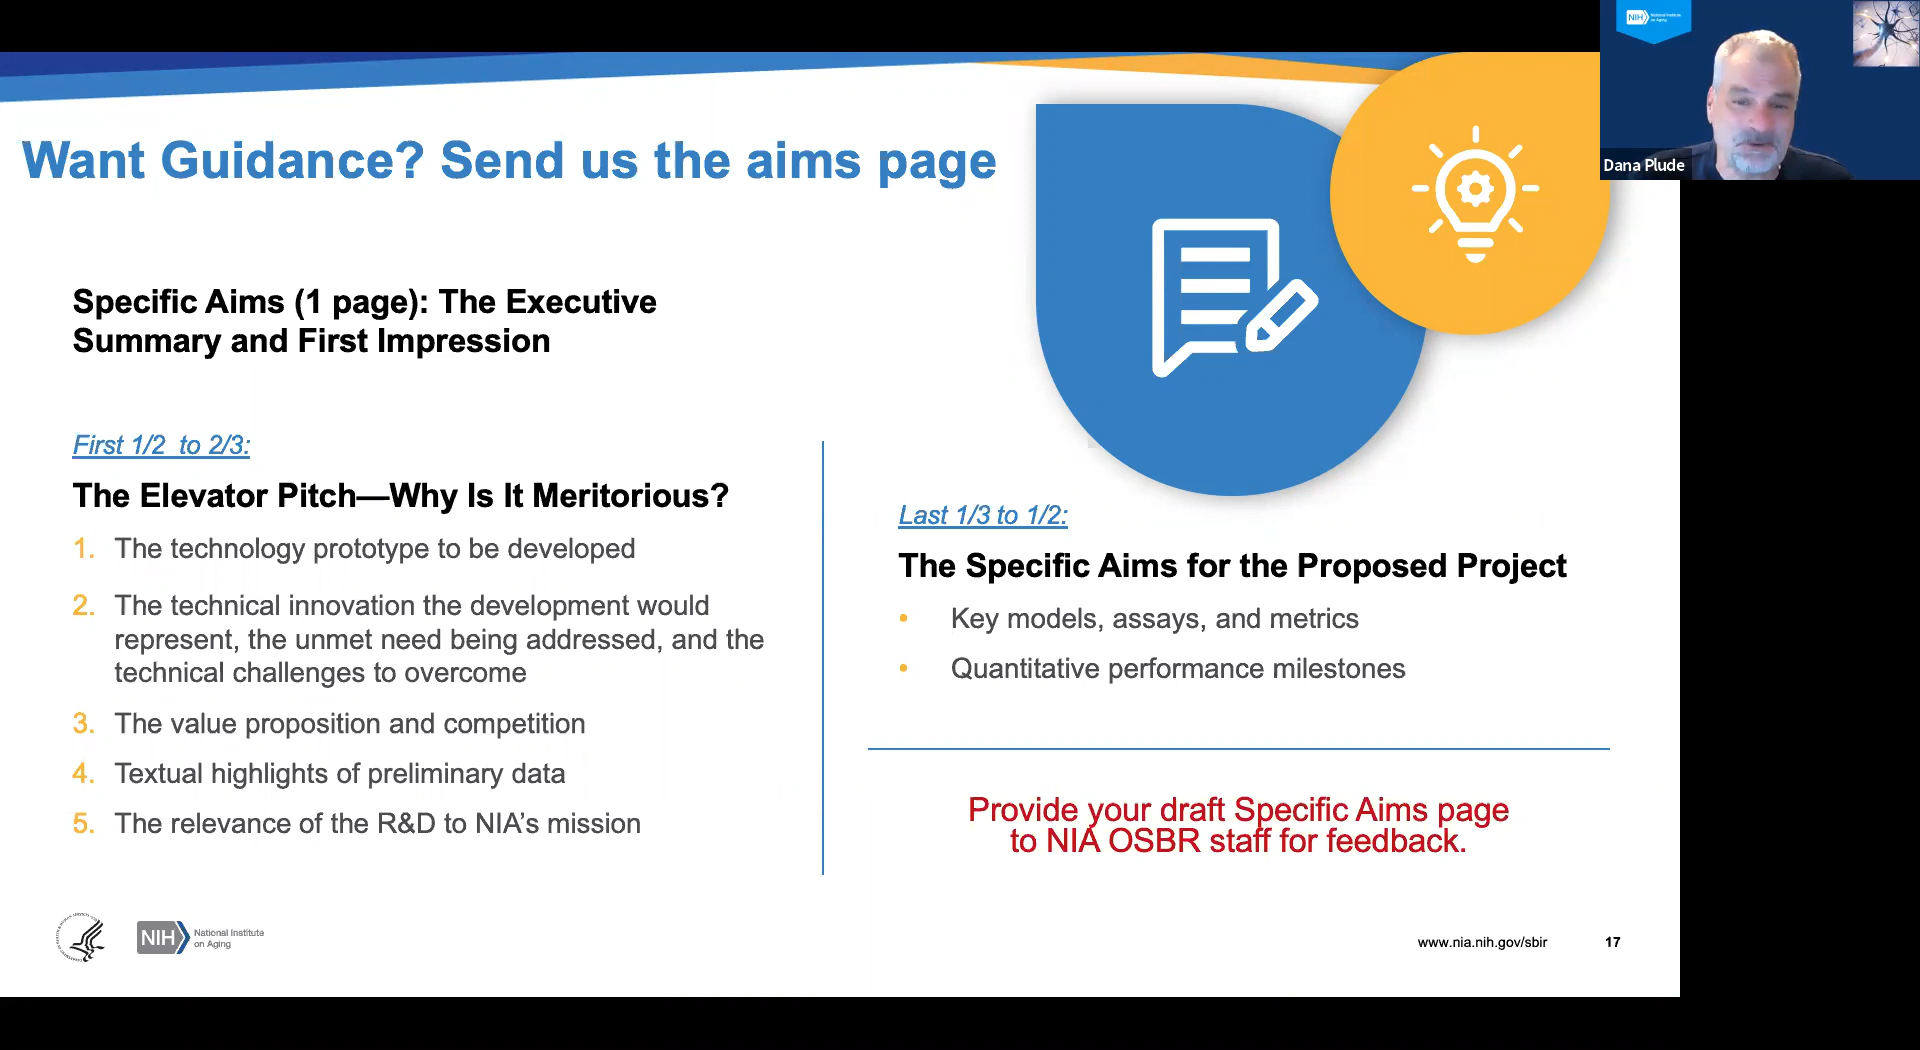 NIH National Institute
on Aging
Dana Plude
Want Guidance? Send us the aims page
Specific Aims (1 page): The Executive
Summary and First Impression
First 1/2 to 2/3:
The Elevator Pitch—Why Is It Meritorious?
1. The technology prototype to be developed
2. The technical innovation the development would
represent, the unmet need being addressed, and the
technical challenges to overcome
3. The value proposition and competition
4. Textual highlights of preliminary data
5. The relevance of the R&D to NIA’s mission
Last 1/3 to 1/2:
The Specific Aims for the Proposed Project
• Key models, assays, and metrics
• Quantitative performance milestones
Provide your draft Specific Aims page
to NIA OSBR staff for feedback.
NIH National Institute
on Aging
www.nia.nih.gov/sbir 17